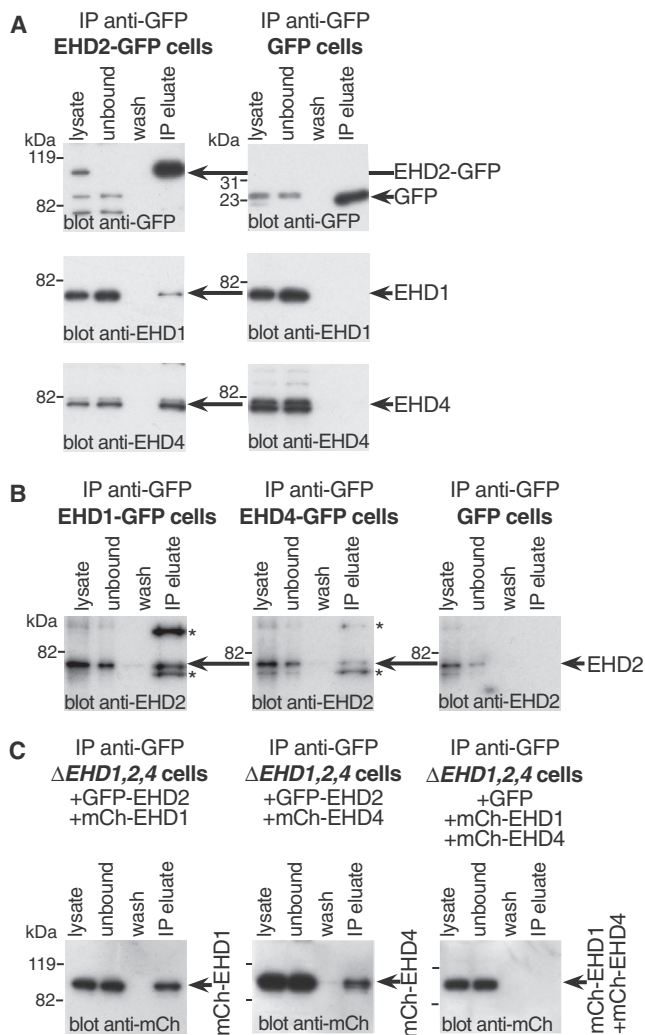 A
IP anti-GFP IP anti-GFP
EHD2-GFP cells GFP cells
lysate unbound wash IP eluate lysate unbound wash IP eluate
kDa kDa
119 EHD2-GFP
31
23 GFP
82
blot anti-GFP blot anti-GFP
82 82
EHD1
blot anti-EHD1 blot anti-EHD1
82 82
EHD4
blot anti-EHD4 blot anti-EHD4
B
IP anti-GFP IP anti-GFP IP anti-GFP
EHD1-GFP cells EHD4-GFP cells GFP cells
lysate unbound wash IP eluate lysate unbound wash IP eluate lysate unbound wash IP eluate
kDa
* *
82 82 82
EHD2
* *
blot anti-EHD2 blot anti-EHD2 blot anti-EHD2
C
IP anti-GFP IP anti-GFP IP anti-GFP
ΔEHD1,2,4 cells ΔEHD1,2,4 cells ΔEHD1,2,4 cells
+GFP-EHD2 +GFP-EHD2 +GFP
+mCh-EHD1 +mCh-EHD4 +mCh-EHD1
+mCh-EHD4
lysate unbound wash IP eluate lysate unbound wash IP eluate lysate unbound wash IP eluate
kDa
119
82
mCh-EHD1 mCh-EHD4 mCh-EHD1
+mCh-EHD4
blot anti-mCh blot anti-mCh blot anti-mCh